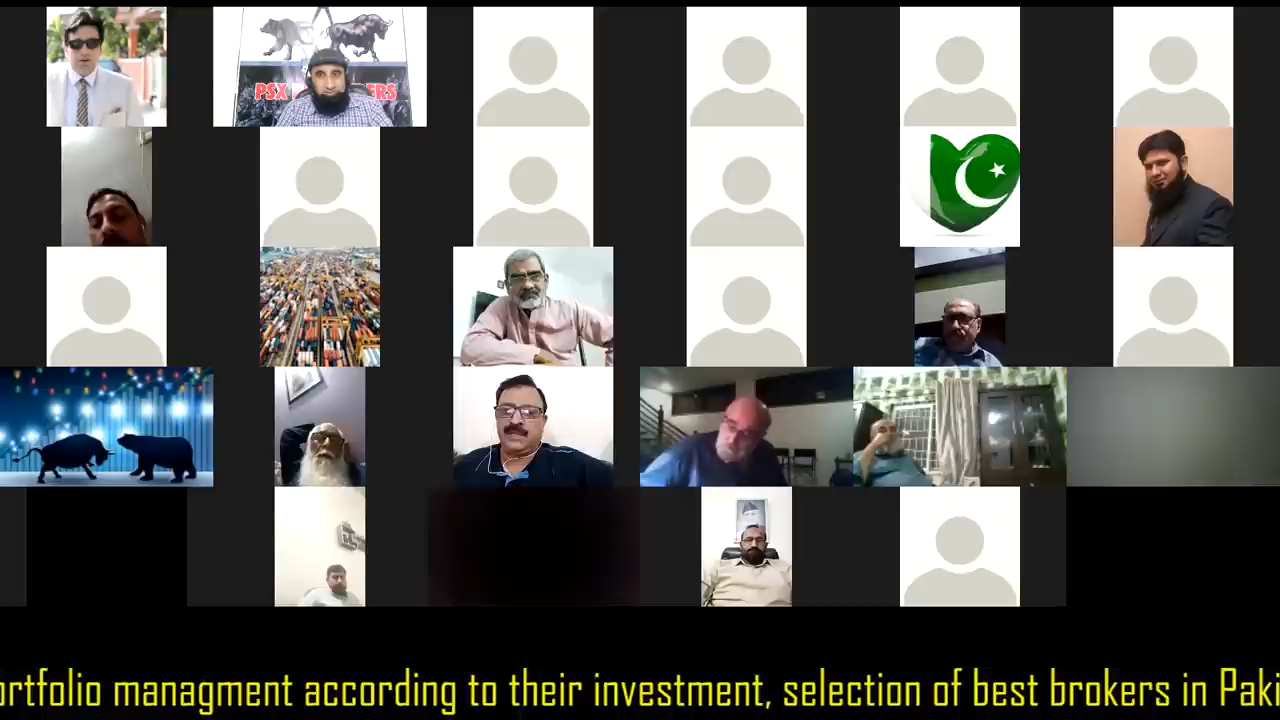 PSX
ortfolio managment according to their investment, selection of best brokers in Paki